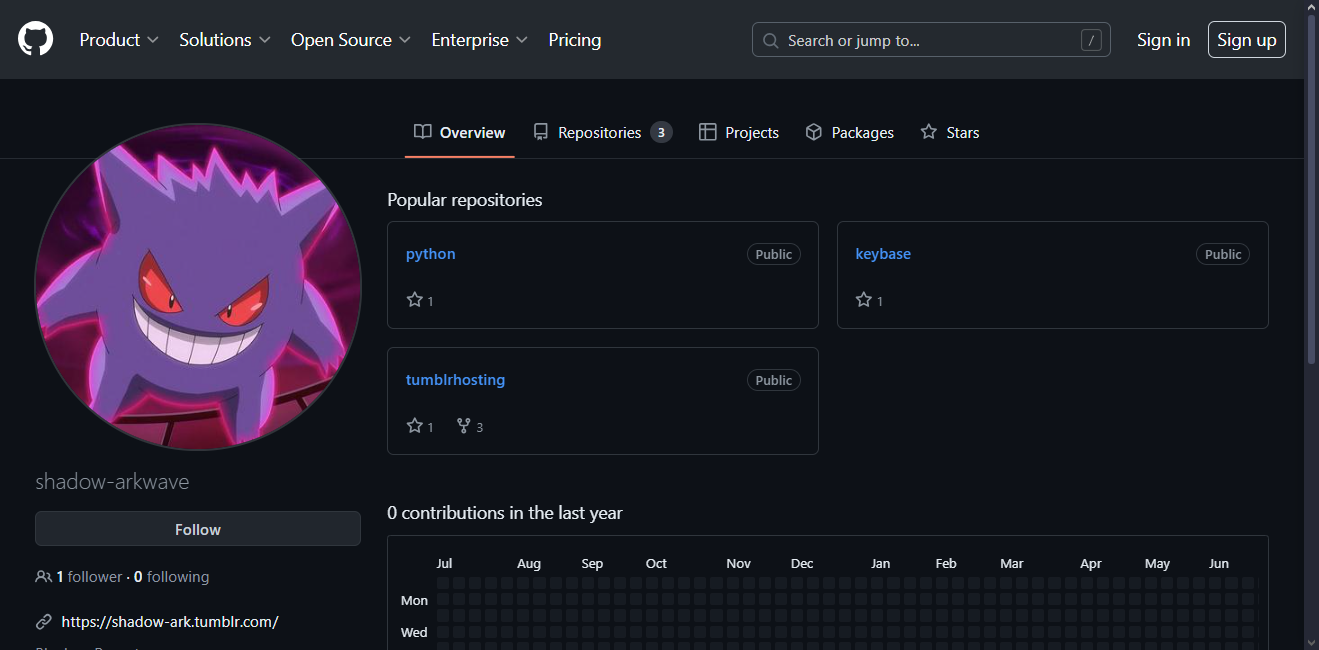 Product Solutions Open Source Enterprise Pricing Search or jump to... / Sign in Sign up
Overview Repositories 3 Projects Packages Stars
Popular repositories
python Public
1
keybase Public
1
tumblrhosting Public
1 3
shadow-arkwave
Follow
1 follower · 0 following
https://shadow-ark.tumblr.com/
0 contributions in the last year
Jul Aug Sep Oct Nov Dec Jan Feb Mar Apr May Jun
Mon
Wed